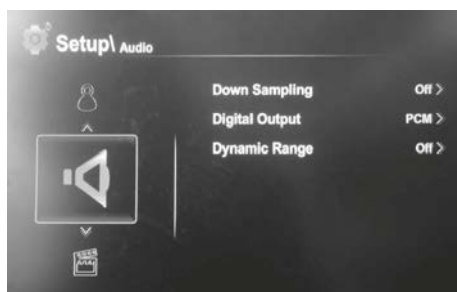 Setup\ Audio
Down Sampling Off >
Digital Output PCM >
Dynamic Range Off >